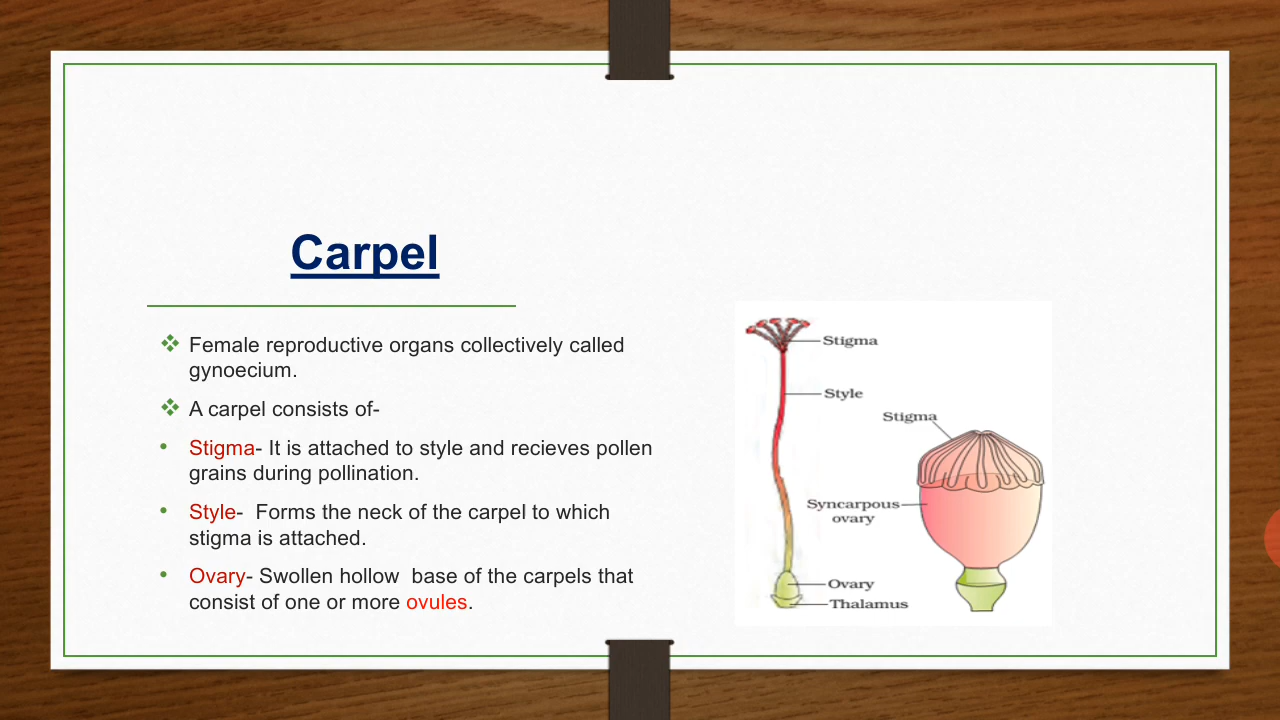 Carpel
❖ Female reproductive organs collectively called
gynoecium.
❖ A carpel consists of-
• Stigma- It is attached to style and recieves pollen
grains during pollination.
• Style-  Forms the neck of the carpel to which
stigma is attached.
• Ovary- Swollen hollow  base of the carpels that
consist of one or more ovules.
Stigma
Style
Stigma
Syncarpous
ovary
Ovary
Thalamus